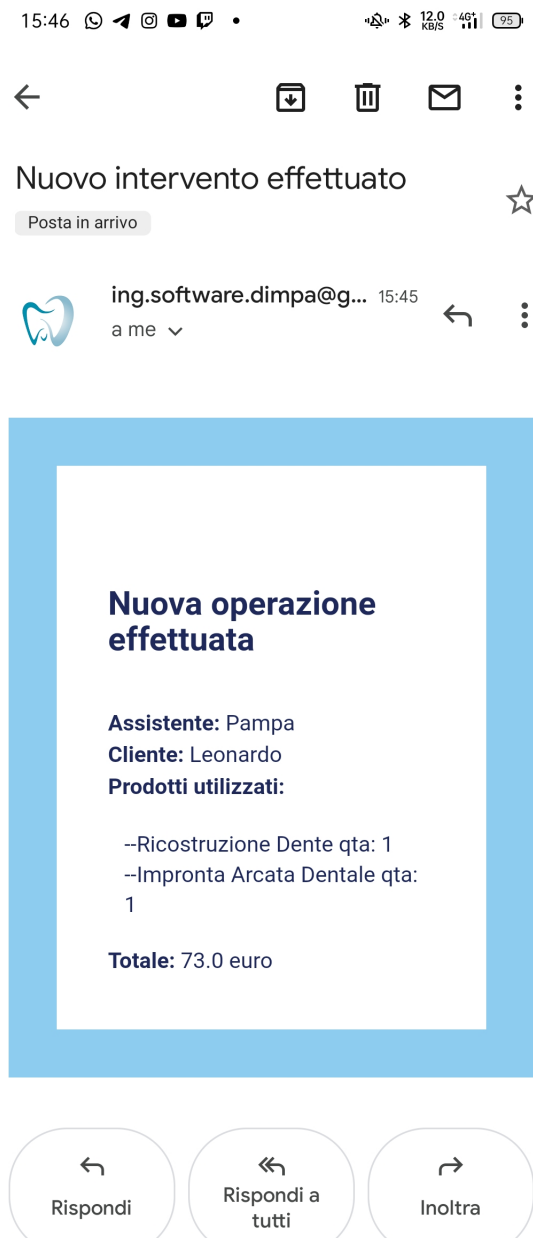 15:46
12.0
KB/S
4G+
95
Nuovo intervento effettuato
Posta in arrivo
ing.software.dimpa@g... 15:45
a me
Nuova operazione
effettuata
Assistente: Pampa
Cliente: Leonardo
Prodotti utilizzati:
--Ricostruzione Dente qta: 1
--Impronta Arcata Dentale qta:
1
Totale: 73.0 euro
Rispondi
Rispondi a
tutti
Inoltra